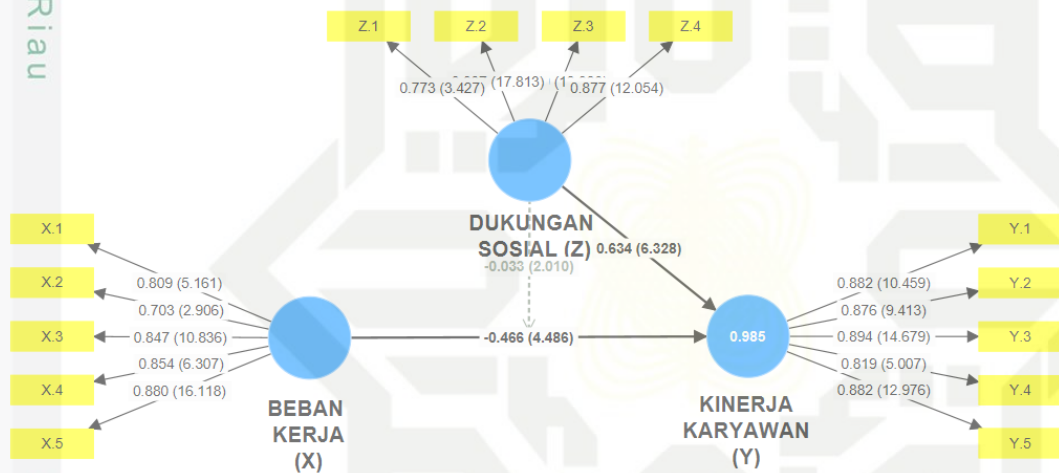 Riau
Z.1
Z.2
Z.3
Z.4
0.773 (3.427)
(17.813)
0.877 (12.054)
DUKUNGAN
SOSIAL (Z)
0.634 (6.328)
-0.033 (2.010)
X.1
X.2
X.3
X.4
X.5
0.809 (5.161)
0.703 (2.906)
0.847 (10.836)
0.854 (6.307)
0.880 (16.118)
BEBAN
KERJA
(X)
-0.466 (4.486)
0.985
KINERJA
KARYAWAN
(Y)
0.882 (10.459)
0.876 (9.413)
0.894 (14.679)
0.819 (5.007)
0.882 (12.976)
Y.1
Y.2
Y.3
Y.4
Y.5